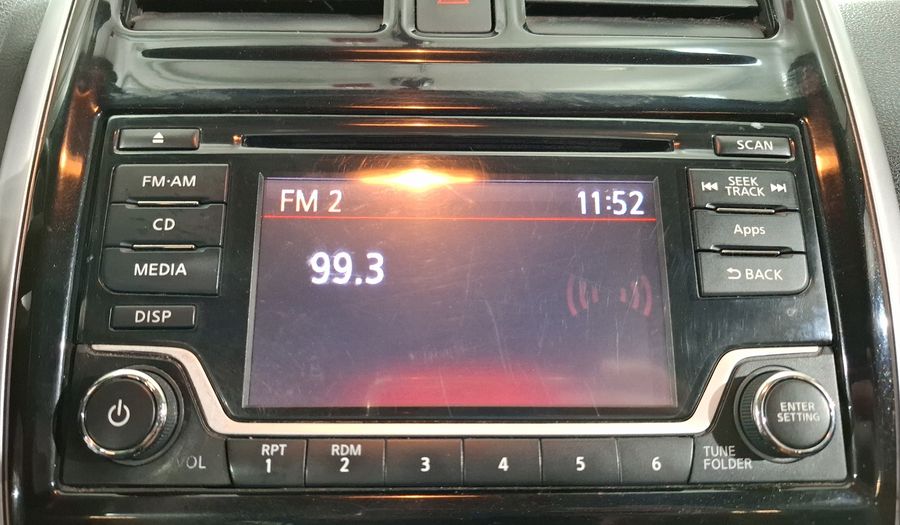 SCAN
FM·AM
FM 2 11:52
SEEK
TRACK
CD
99.3
Apps
MEDIA
BACK
DISP
ENTER
SETTING
VOL
RPT
1
RDM
2
3
4
5
6
TUNE
FOLDER